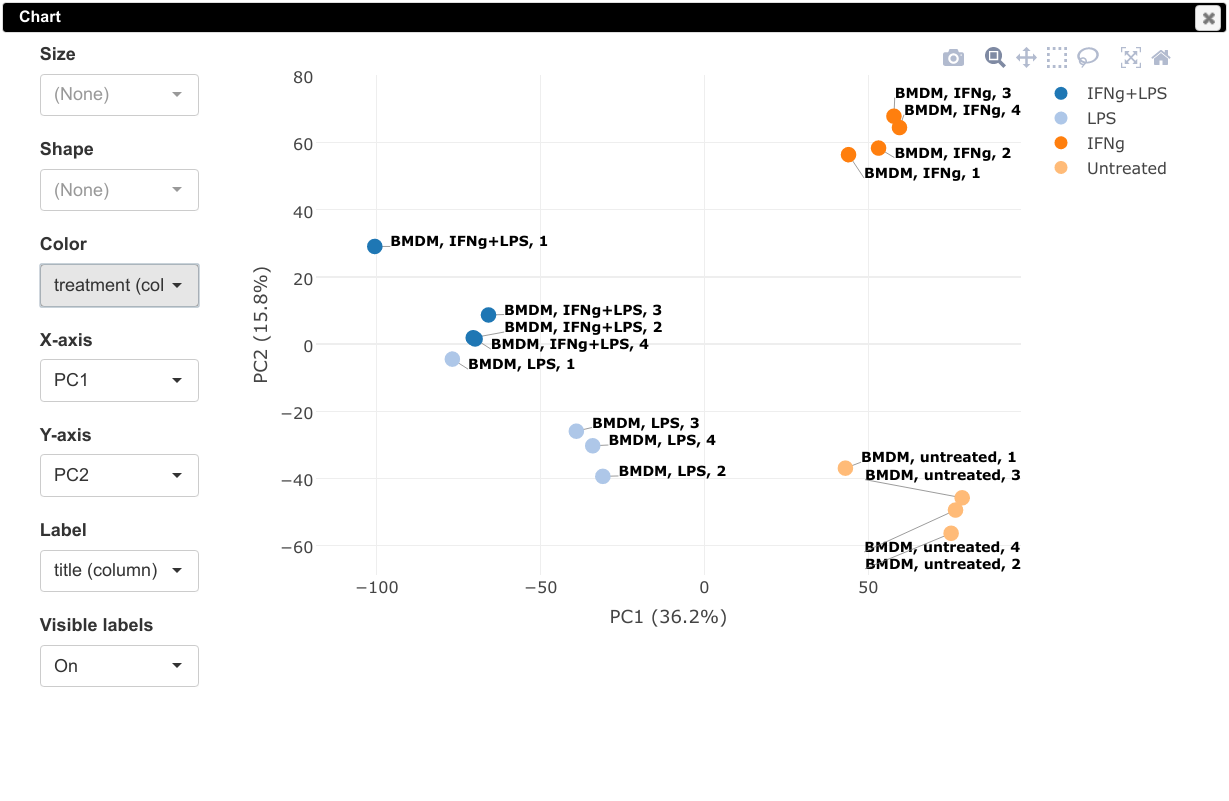 Chart
Size
(None)
Shape
(None)
Color
treatment (col
X-axis
PC1
Y-axis
PC2
Label
title (column)
Visible labels
On
80
60
40
20
0
−20
−40
−60
PC2 (15.8%)
BMDM, IFNg, 3
BMDM, IFNg, 4
BMDM, IFNg, 2
BMDM, IFNg, 1
BMDM, IFNg+LPS, 1
BMDM, IFNg+LPS, 3
BMDM, IFNg+LPS, 2
BMDM, IFNg+LPS, 4
BMDM, LPS, 1
BMDM, LPS, 3
BMDM, LPS, 4
BMDM, LPS, 2
BMDM, untreated, 1
BMDM, untreated, 3
BMDM, untreated, 4
BMDM, untreated, 2
−100
−50
0
50
PC1 (36.2%)
IFNg+LPS
LPS
IFNg
Untreated